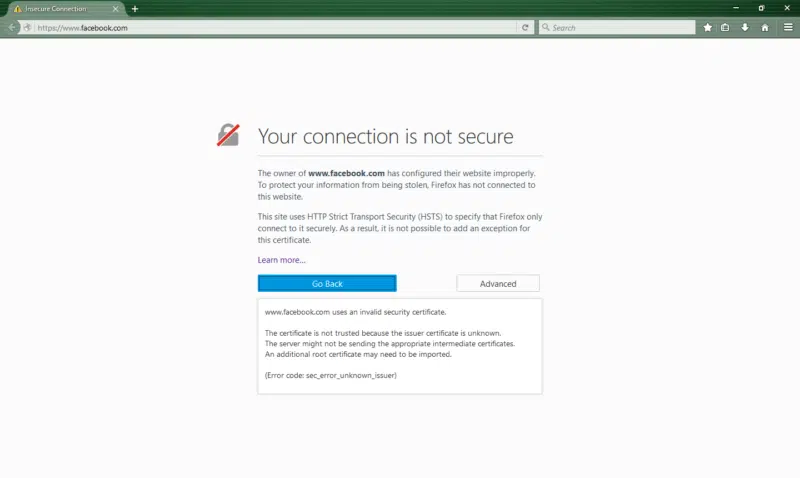 Insecure Connection
https://www.facebook.com
Search
Your connection is not secure
The owner of www.facebook.com has configured their website improperly.
To protect your information from being stolen, Firefox has not connected to
this website.
This site uses HTTP Strict Transport Security (HSTS) to specify that Firefox only
connect to it securely. As a result, it is not possible to add an exception for
this certificate.
Learn more...
Go Back
Advanced
www.facebook.com uses an invalid security certificate.
The certificate is not trusted because the issuer certificate is unknown.
The server might not be sending the appropriate intermediate certificates.
An additional root certificate may need to be imported.
(Error code: sec_error_unknown_issuer)